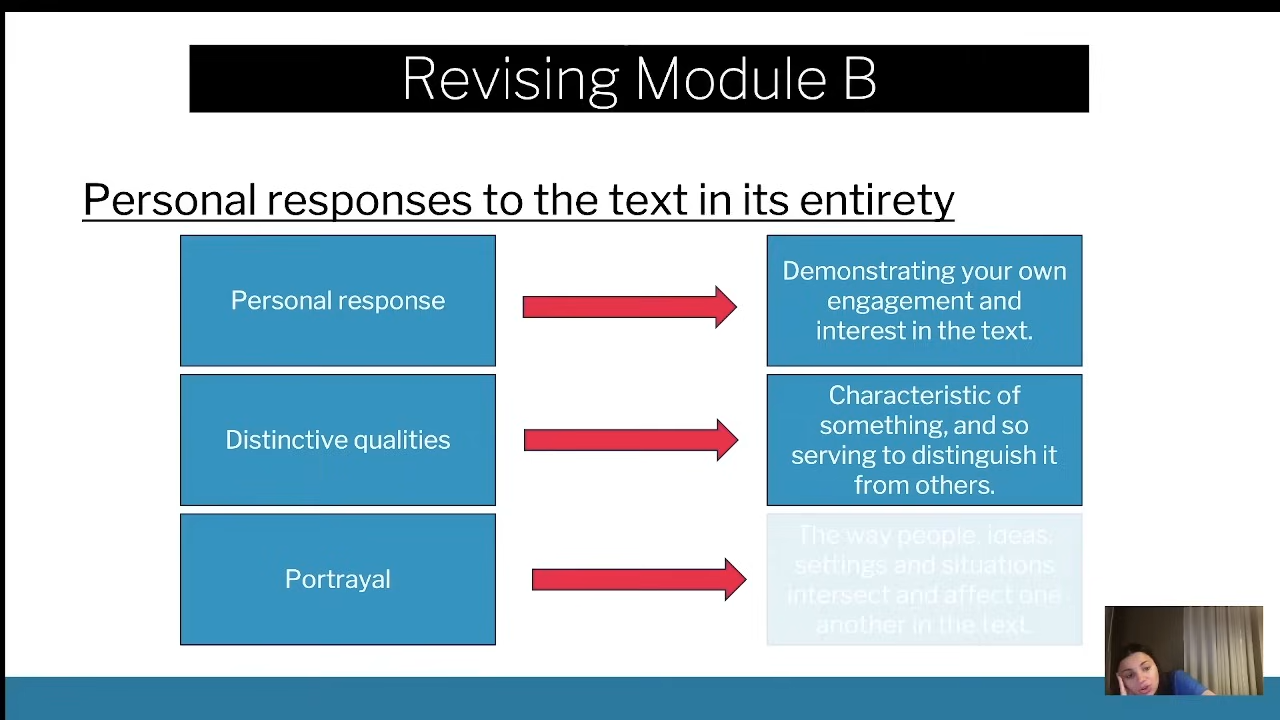 Revising Module B
Personal responses to the text in its entirety
Personal response
Demonstrating your own
engagement and
interest in the text.
Distinctive qualities
Characteristic of
something, and so
serving to distinguish it
from others.
Portrayal
The way people, ideas,
settings and situations
intersect and affect one
another in the text.